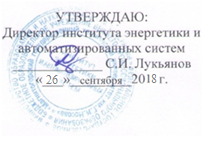 УТВЕРЖДАЮ:
Директор института энергетики и
автоматизированных систем
С.И. Лукьянов
« 26 » сентября 2018 г.